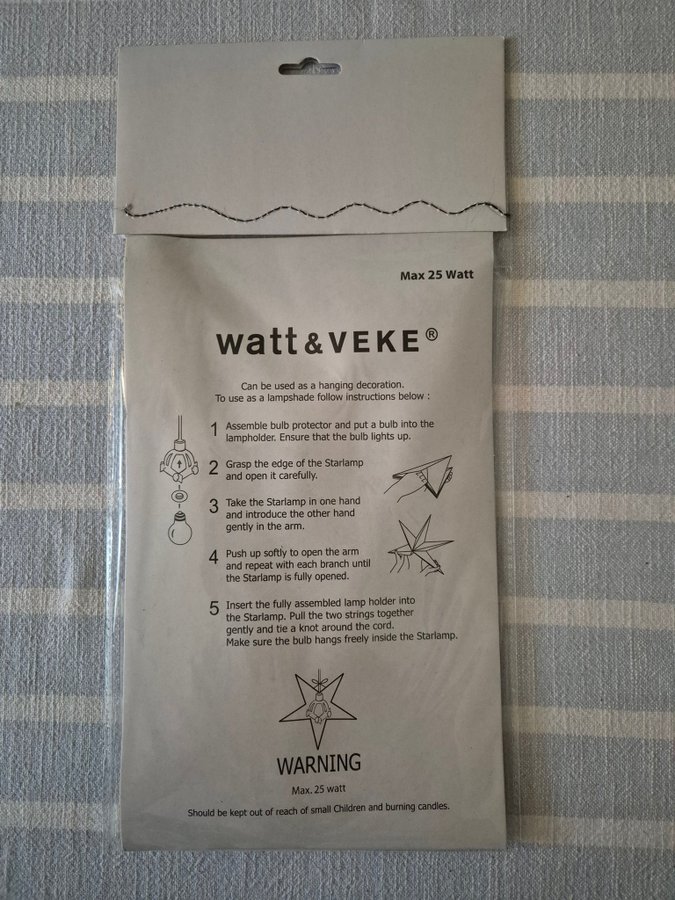 Max 25 Watt
watt & VEKE®
Can be used as a hanging decoration.
To use as a lampshade follow instructions below :
1 Assemble bulb protector and put a bulb into the
lampholder. Ensure that the bulb lights up.
2 Grasp the edge of the Starlamp
and open it carefully.
3 Take the Starlamp in one hand
and introduce the other hand
gently in the arm.
4 Push up softly to open the arm
and repeat with each branch until
the Starlamp is fully opened.
5 Insert the fully assembled lamp holder into
the Starlamp. Pull the two strings together
gently and tie a knot around the cord.
Make sure the bulb hangs freely inside the Starlamp.
WARNING
Max. 25 watt
Should be kept out of reach of small Children and burning candles.